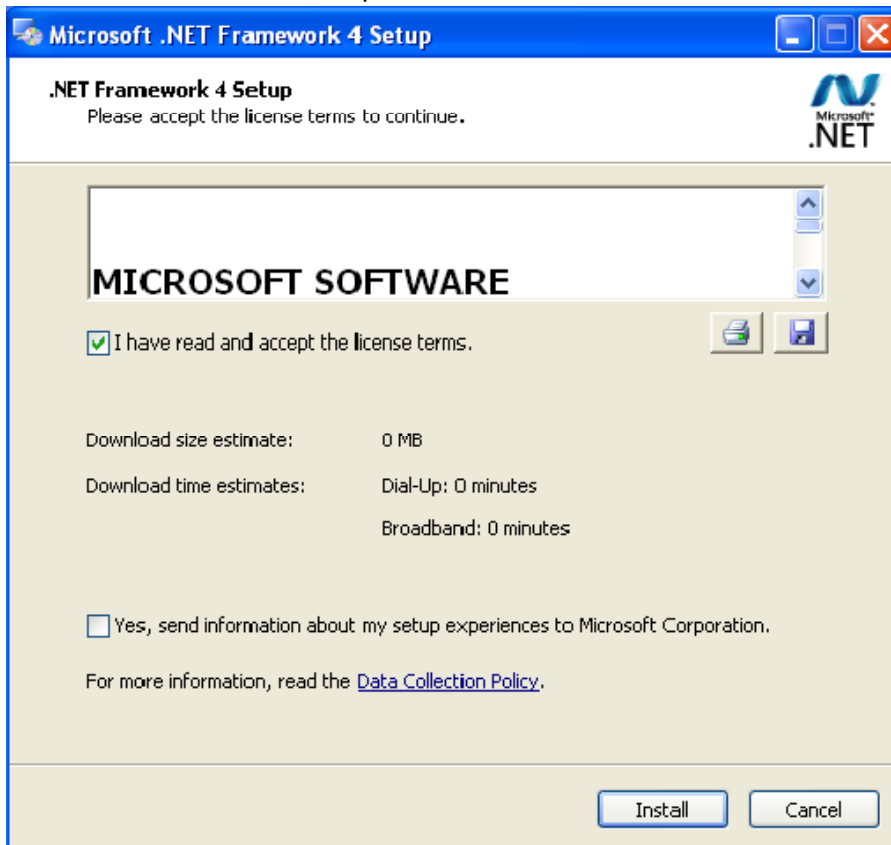 Microsoft .NET Framework 4 Setup
.NET Framework 4 Setup
Please accept the license terms to continue.
Microsoft
.NET
MICROSOFT SOFTWARE
I have read and accept the license terms.
Download size estimate: 0 MB
Download time estimates: Dial-Up: 0 minutes
Broadband: 0 minutes
Yes, send information about my setup experiences to Microsoft Corporation.
For more information, read the Data Collection Policy.
Install Cancel